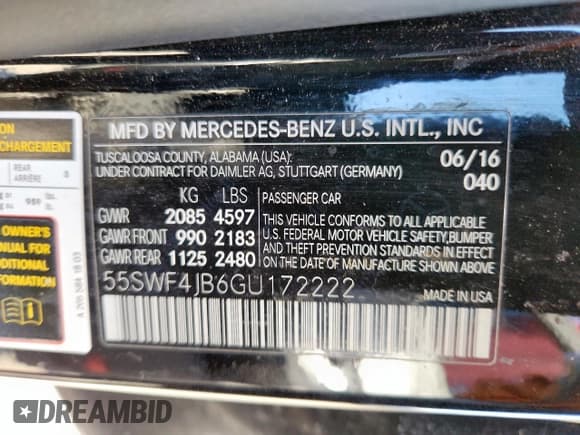 ON
CHARGEMENT
REAR
ARRIÈRE
0
OWNER'S
MANUAL FOR
MFD BY MERCEDES-BENZ U.S. INTL., INC
TUSCALOOSA COUNTY, ALABAMA (USA):
UNDER CONTRACT FOR DAIMLER AG, STUTTGART (GERMANY)
06/16
040
KG LBS
GVWR 2085 4597
GAWR FRONT 990 2183
GAWR REAR 1125 2480
PASSENGER CAR
THIS VEHICLE CONFORMS TO ALL APPLICABLE
U.S. FEDERAL MOTOR VEHICLE SAFETY,BUMPER
AND THEFT PREVENTION STANDARDS IN EFFECT
ON THE DATE OF MANUFACTURE SHOWN ABOVE
55SWF4JB6GU172222
MADE IN USA
DREAMBID